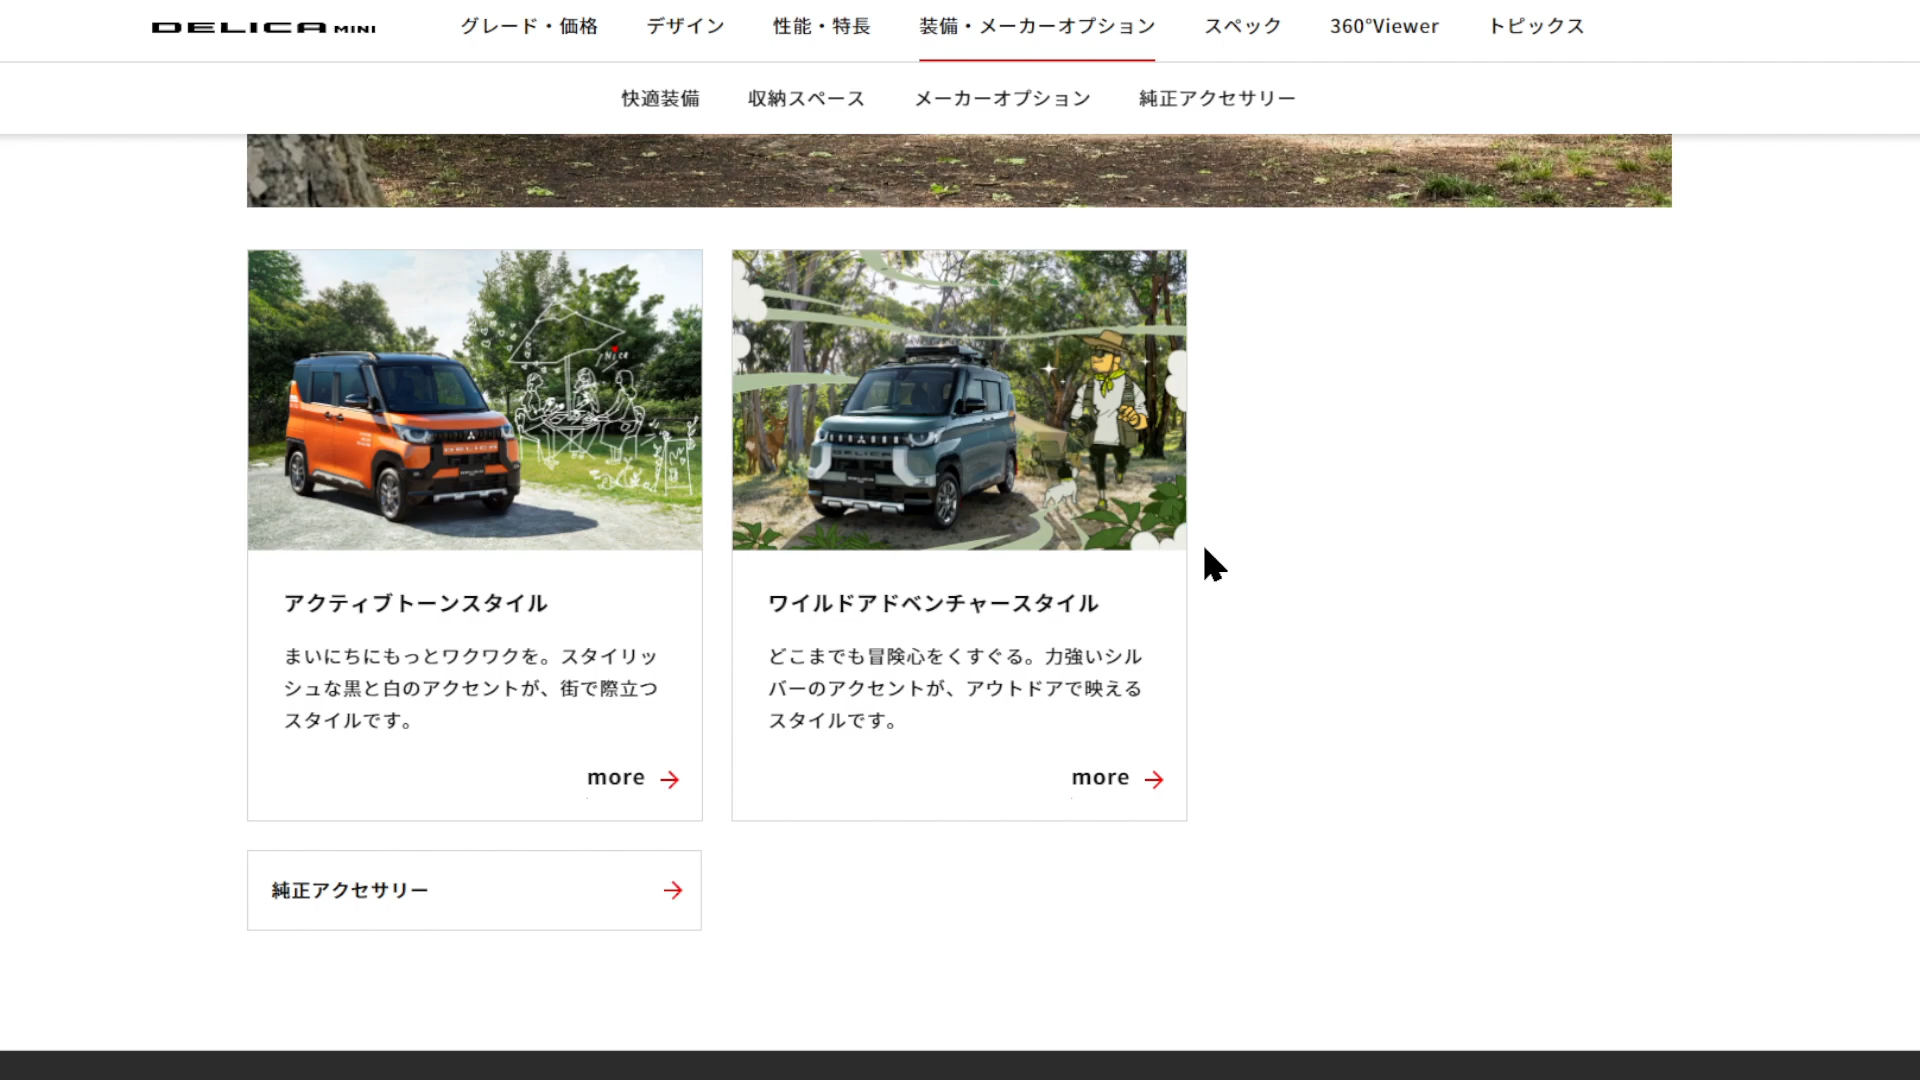 DELICA MINI
グレード・価格
デザイン
性能・特長
装備・メーカーオプション
スペック
360°Viewer
トピックス
快適装備
収納スペース
メーカーオプション
純正アクセサリー
Nice
DELICA
DELICA
アクティブトーンスタイル
まいにちにもっとワクワクを。スタイリッ
シュな黒と白のアクセントが、街で際立つ
スタイルです。
more
ワイルドアドベンチャースタイル
どこまでも冒険心をくすぐる。力強いシル
バーのアクセントが、アウトドアで映える
スタイルです。
more
純正アクセサリー